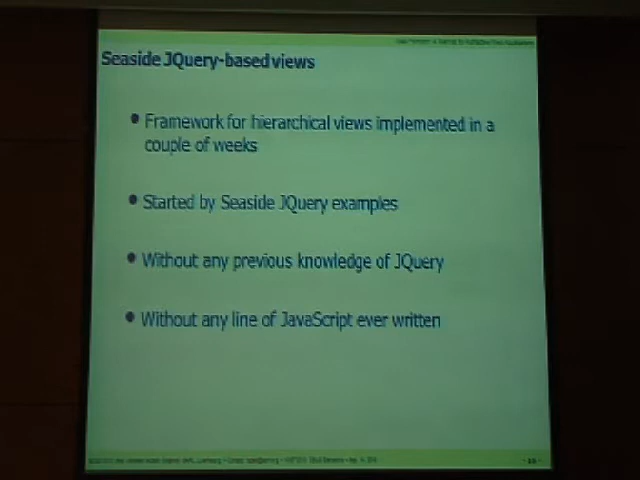 Seaside JQuery-based views
Framework for hierarchical views implemented in a
couple of weeks
Started by Seaside JQuery examples
Without any previous knowledge of JQuery
Without any line of JavaScript ever written